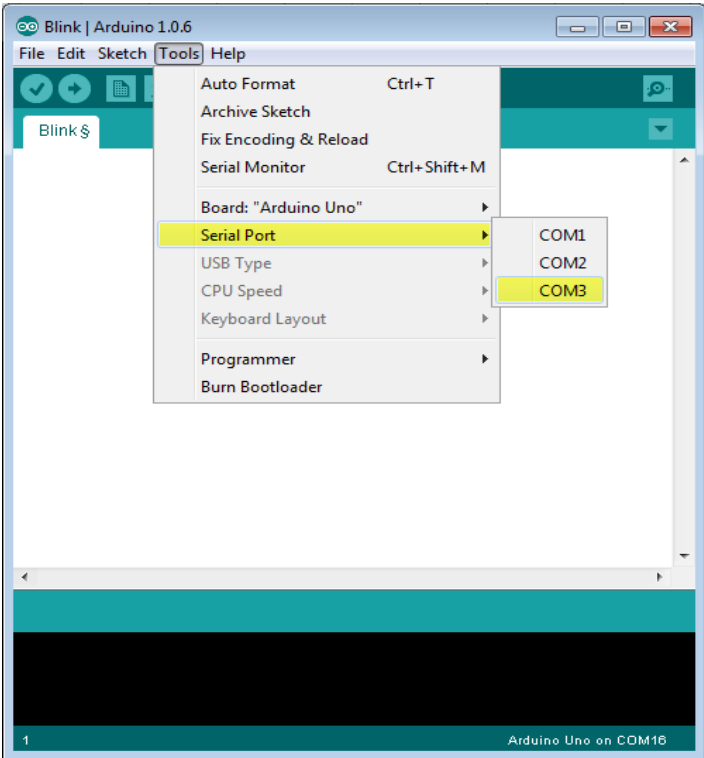 Blink | Arduino 1.0.6
File Edit Sketch Tools Help
Auto Format Ctrl+T
Archive Sketch
Blink §
Fix Encoding & Reload
Serial Monitor Ctrl+Shift+M
Board: "Arduino Uno"
Serial Port
COM1
USB Type
COM2
CPU Speed
COM3
Keyboard Layout
Programmer
Burn Bootloader
1 Arduino Uno on COM16